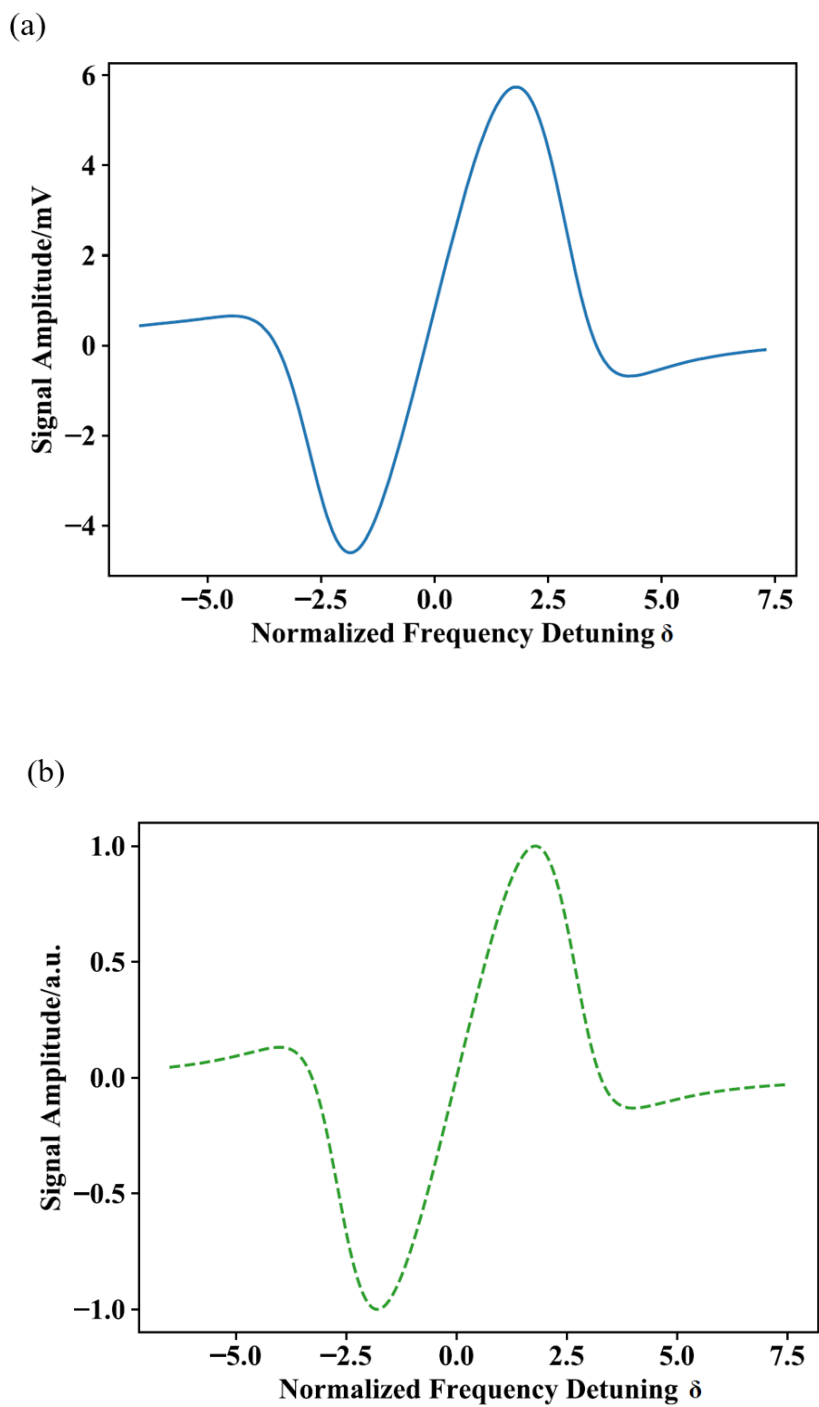 (a)
6
4
2
0
−2
−4
Signal Amplitude/mV
−5.0 −2.5 0.0 2.5 5.0 7.5
Normalized Frequency Detuning δ
(b)
1.0
0.5
0.0
−0.5
−1.0
Signal Amplitude/a.u.
−5.0 −2.5 0.0 2.5 5.0 7.5
Normalized Frequency Detuning δ